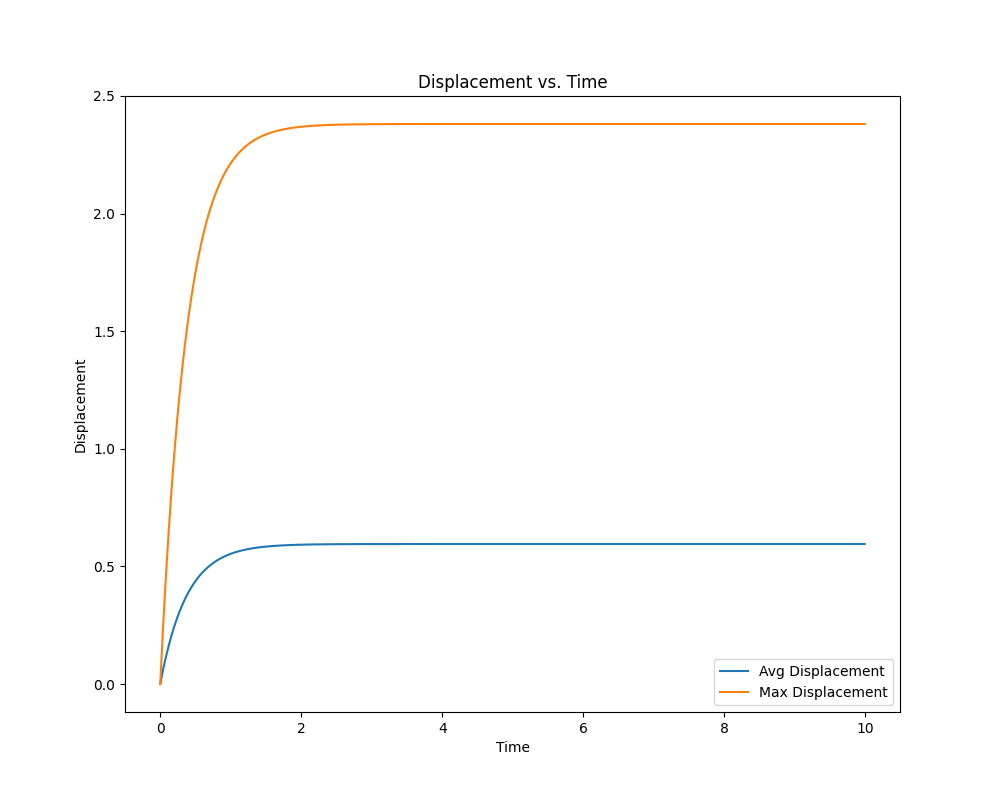 Displacement vs. Time
2.5
2.0
1.5
1.0
0.5
0.0
Displacement
0 2 4 6 8 10
Time
Avg Displacement
Max Displacement